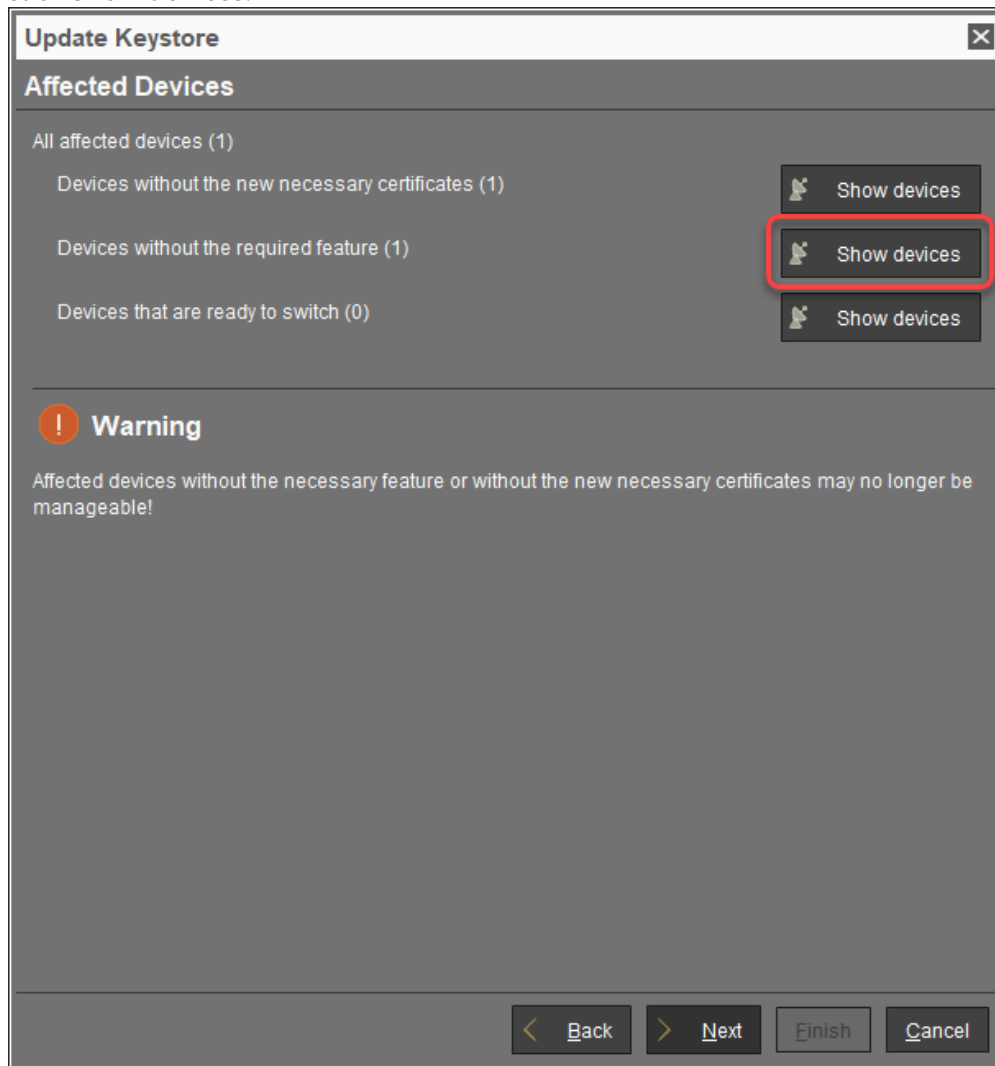 Update Keystore
Affected Devices
All affected devices (1)
Devices without the new necessary certificates (1)
Show devices
Devices without the required feature (1)
Show devices
Devices that are ready to switch (0)
Show devices
Warning
Affected devices without the necessary feature or without the new necessary certificates may no longer be
manageable!
Back
Next
Finish
Cancel